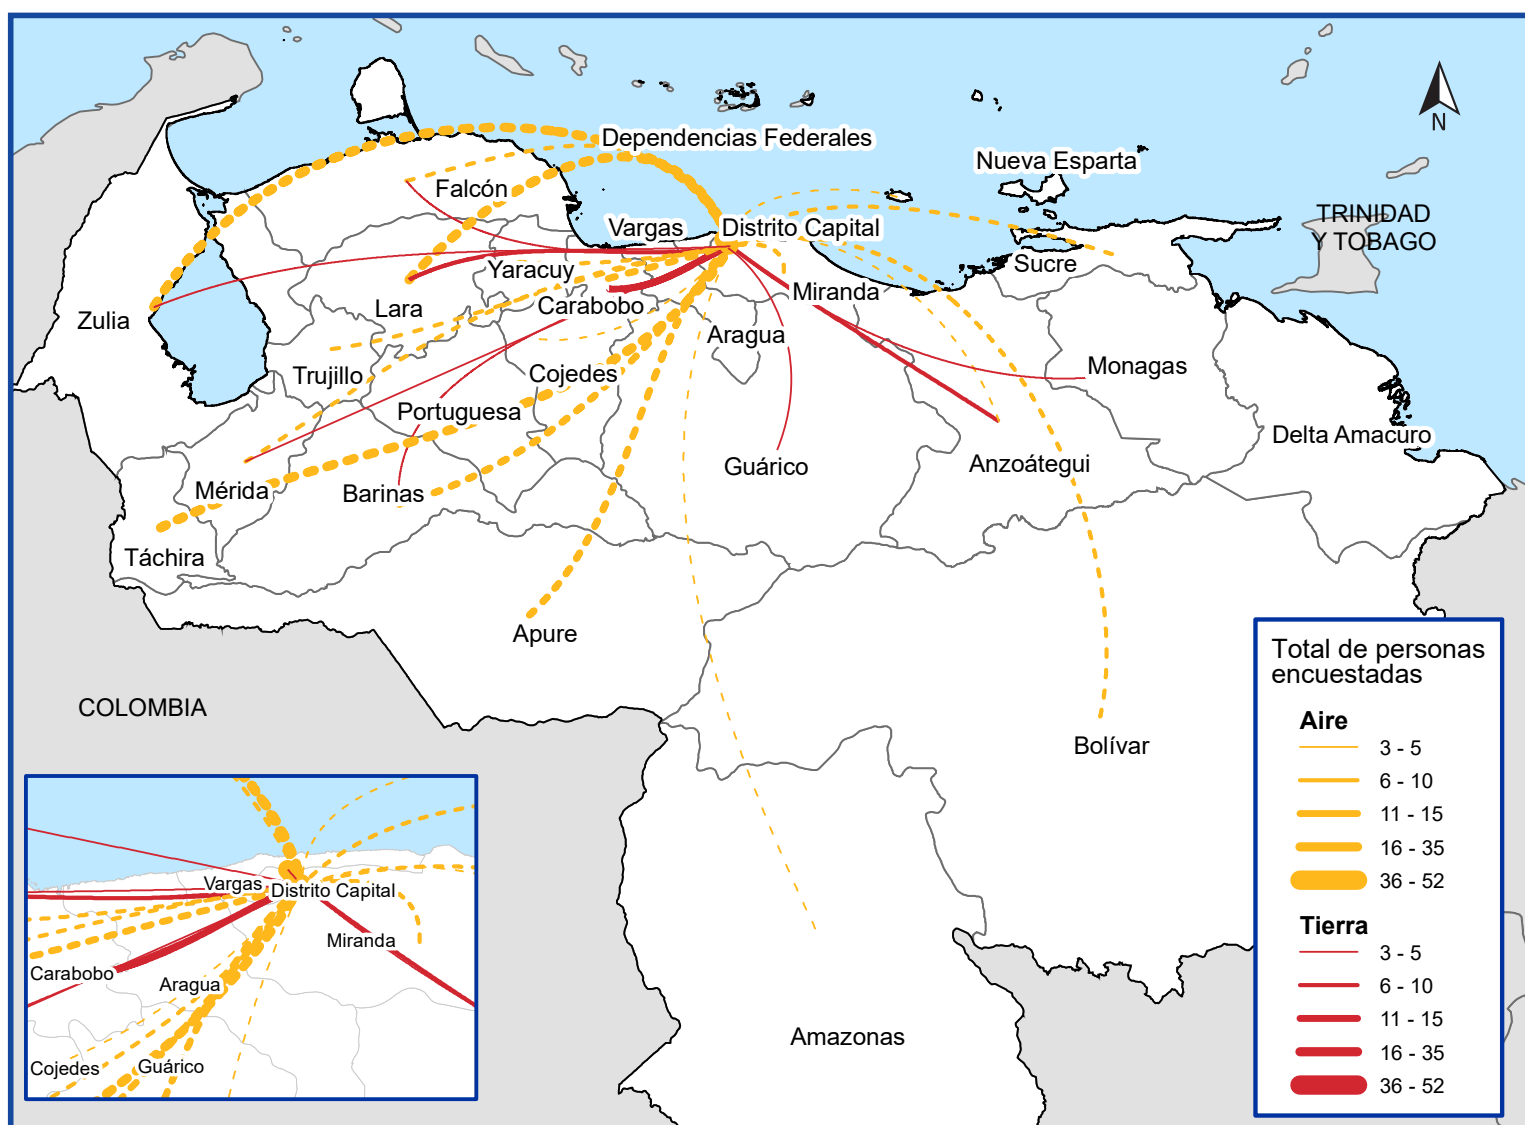 Dependencias Federales
Nueva Esparta
N
Falcón
Vargas
Distrito Capital
TRINIDAD
Y TOBAGO
Yaracuy
Sucre
Carabobo
Miranda
Lara
Zulia
Aragua
Trujillo
Cojedes
Monagas
Portuguesa
Delta Amacuro
Guárico
Anzoátegui
Mérida
Barinas
Táchira
Apure
COLOMBIA
Bolívar
Amazonas
Vargas
Distrito Capital
Miranda
Carabobo
Aragua
Cojedes
Guárico
Total de personas
encuestadas
Aire
3 - 5
6 - 10
11 - 15
16 - 35
36 - 52
Tierra
3 - 5
6 - 10
11 - 15
16 - 35
36 - 52